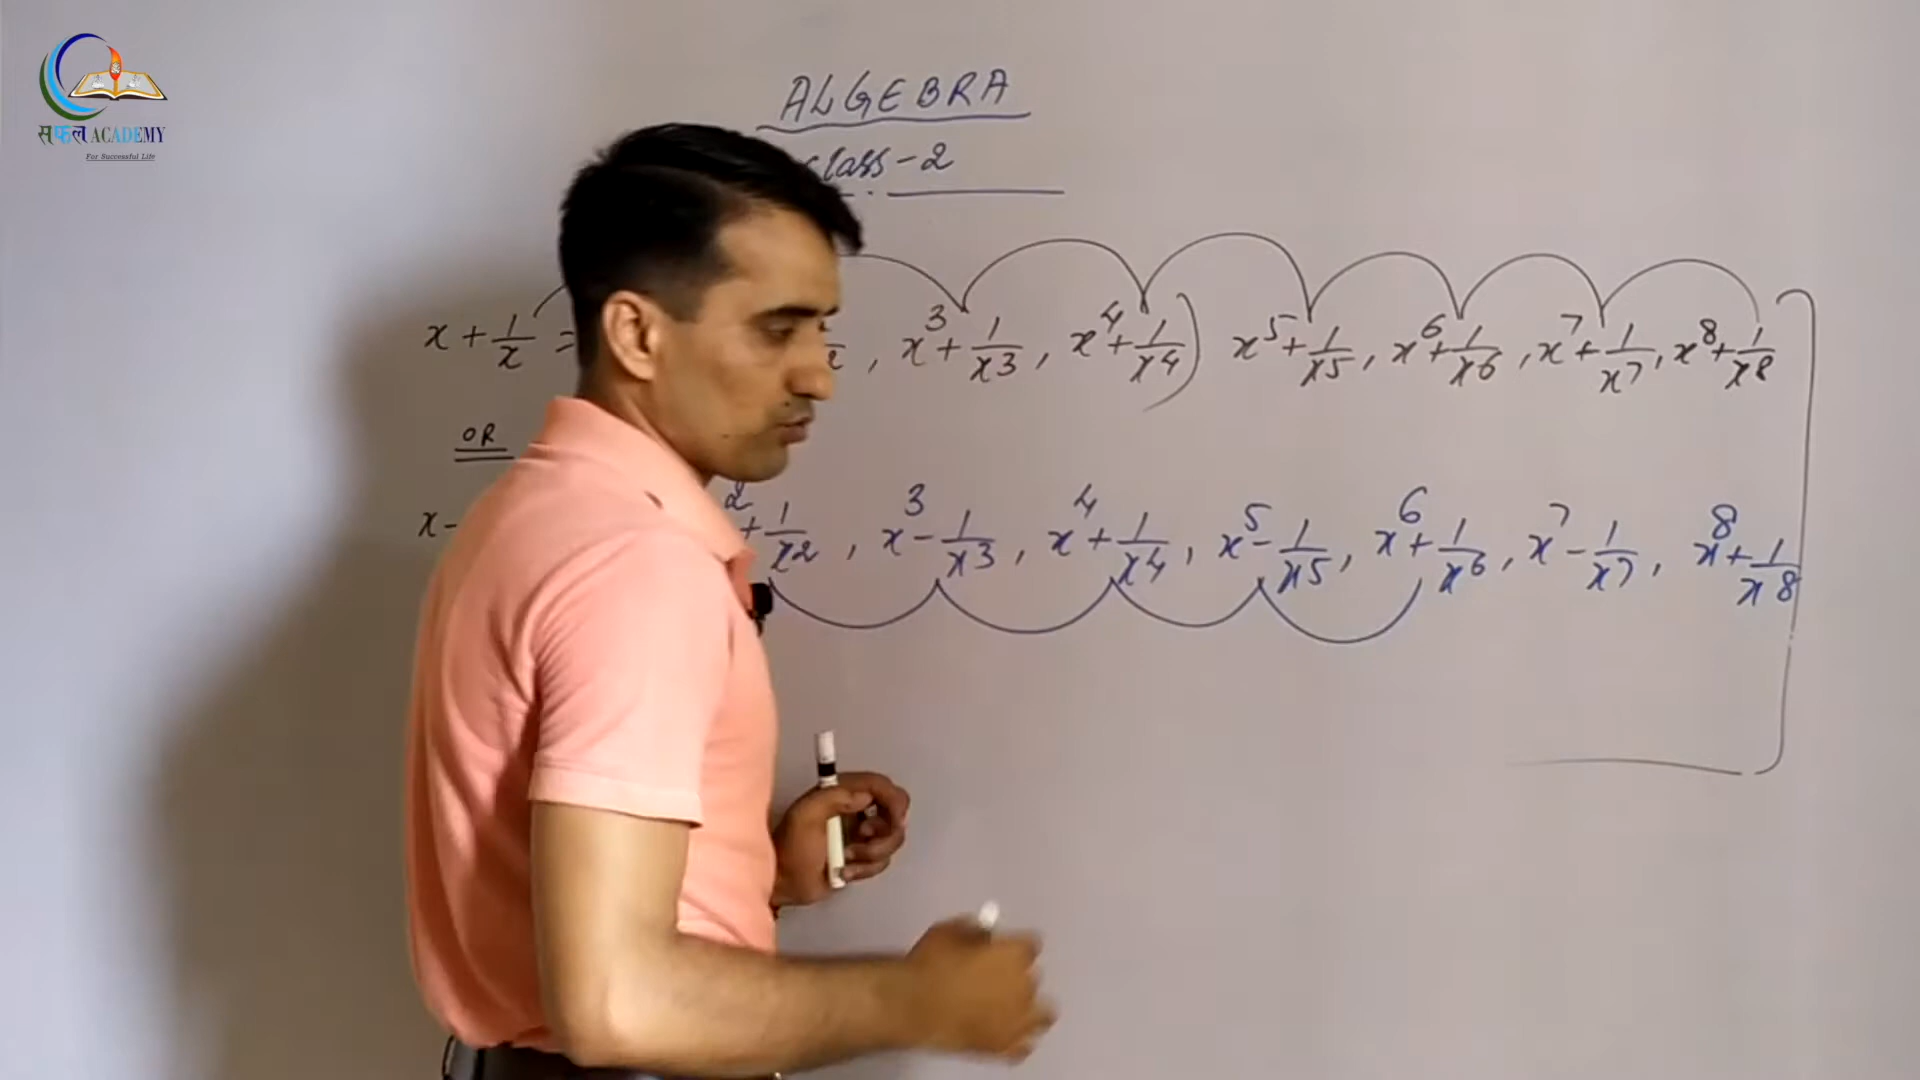 सफल ACADEMY
For Successful Life
ALGEBRA
class - 2
x + 1/x = , x³ + 1/x3 , x⁴ + 1/x4 ) x⁵ + 1/x5 , x⁶ + 1/x6 , x⁷ + 1/x7 , x⁸ + 1/x8
OR
x - ² + 1/x2 , x³ - 1/x3 , x⁴ + 1/x4 , x⁵ - 1/x5 , x⁶ + 1/x6 , x⁷ - 1/x7 , x⁸ + 1/x8